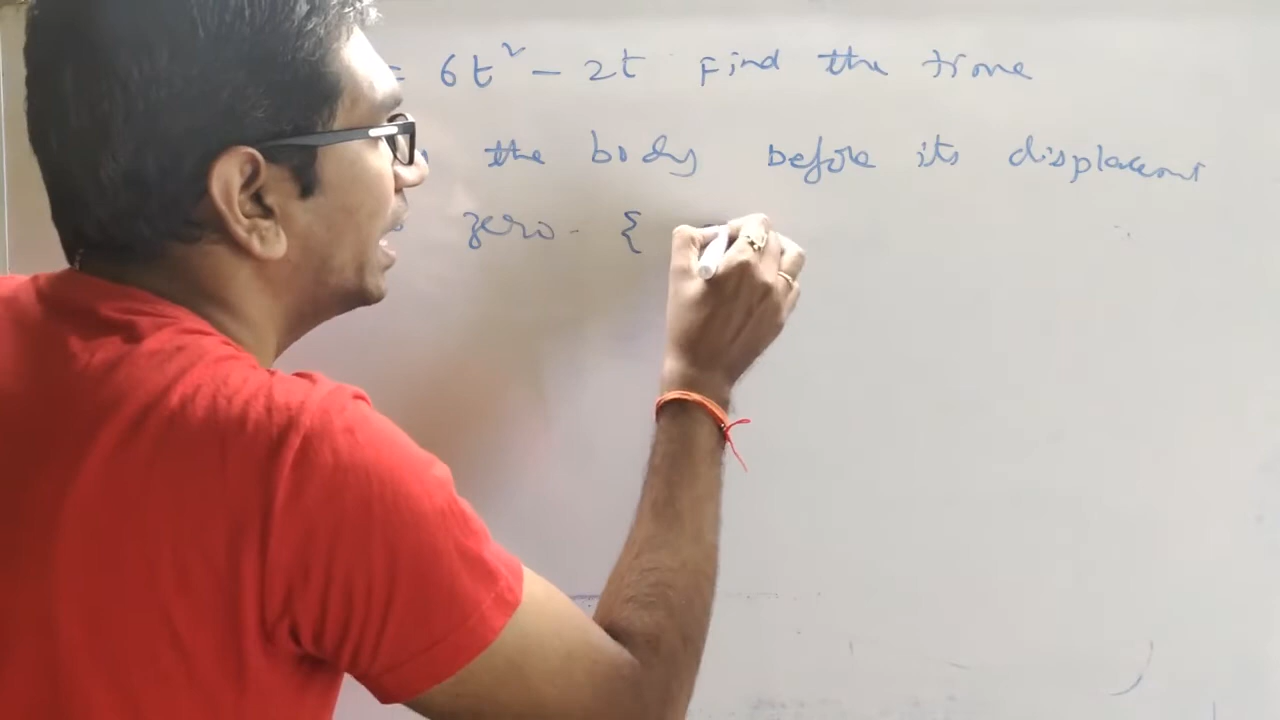 = 6t² - 2t Find the time
the body before its displacement
zero. {